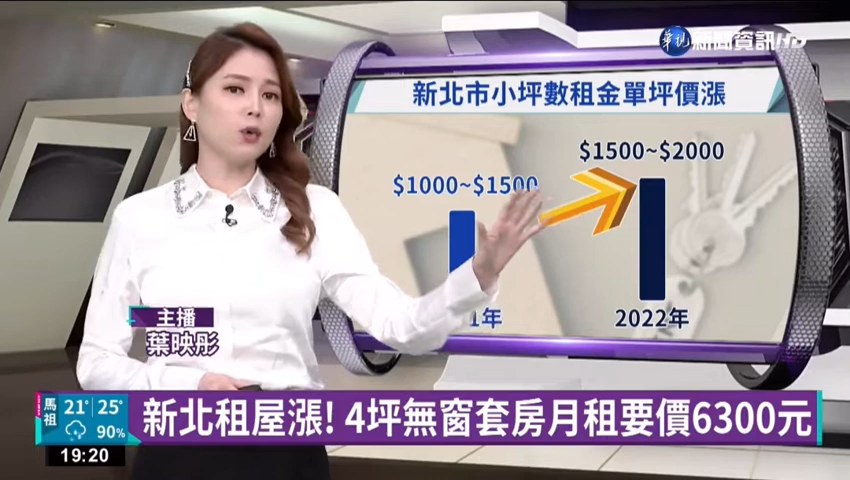 華視新聞資訊HD
新北市小坪數租金單坪價漲
$1500~$2000
$1000~$1500
1年
2022年
主播
葉映彤
馬祖
21° 25°
90%
19:20
新北租屋漲! 4坪無窗套房月租要價6300元